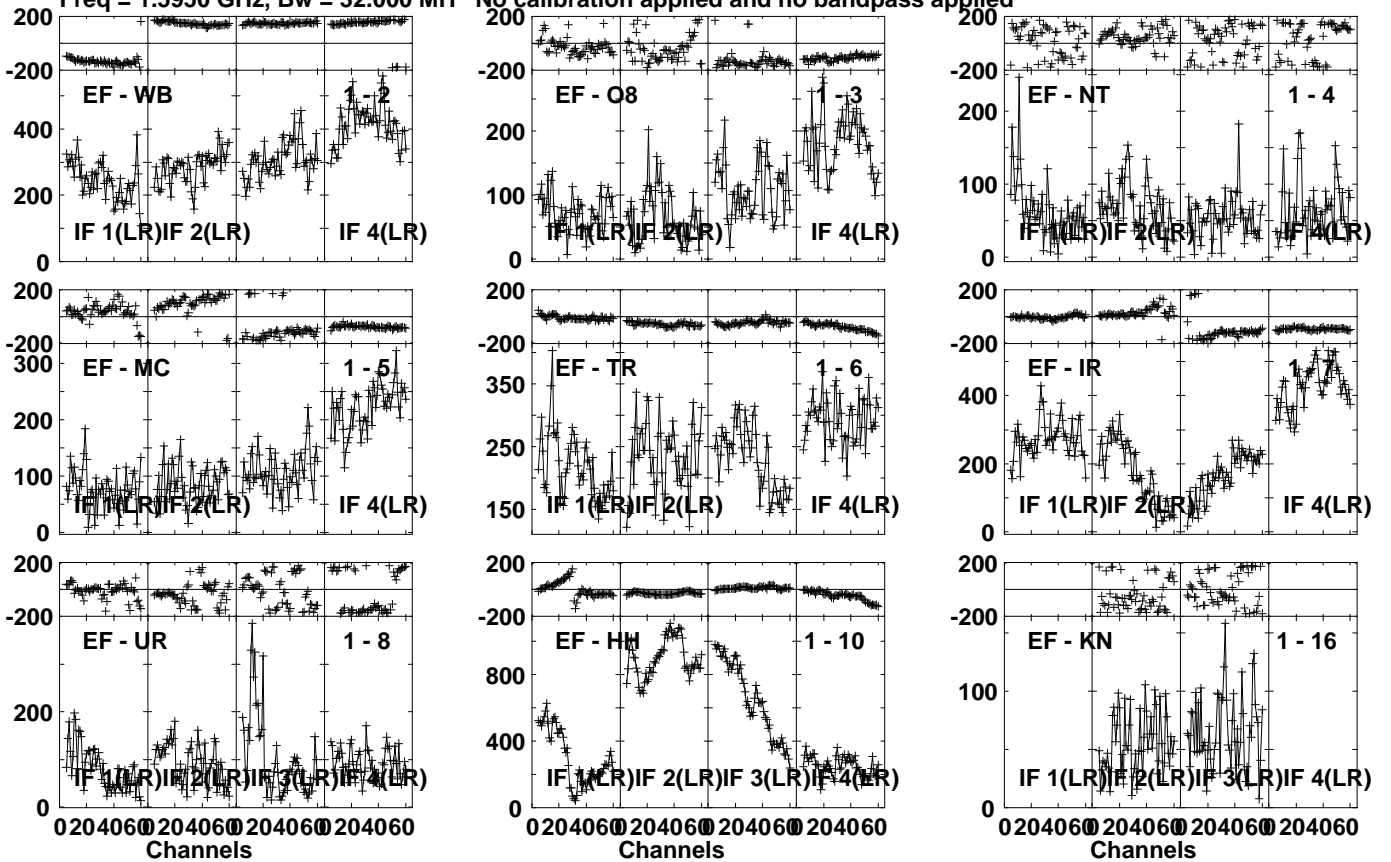 Freq = 1.5950 GHz, Bw = 32.000 MH No calibration applied and no bandpass applied
200
-200
EF - WB 1 - 2
400
300
200
IF 1(LR) IF 2(LR) IF 4(LR)
0
200
-200
EF - O8 1 - 3
200
100
IF 1(LR) IF 2(LR) IF 4(LR)
0
200
-200
EF - NT 1 - 4
200
100
IF 1(LR) IF 2(LR) IF 4(LR)
0
200
-200
EF - MC 1 - 5
300
200
100
IF 1(LR) IF 2(LR) IF 4(LR)
0
200
-200
EF - TR 1 - 6
350
250
IF 1(LR) IF 2(LR) IF 4(LR)
150
200
-200
EF - IR 1 - 7
400
200
IF 1(LR) IF 2(LR) IF 4(LR)
0
200
-200
EF - UR 1 - 8
200
IF 1(LR) IF 2(LR) IF 3(LR) IF 4(LR)
0
0 20 40 60 0 20 40 60 0 20 40 60 0 20 40 60
Channels
200
-200
EF - HH 1 - 10
800
400
IF 1(LR) IF 2(LR) IF 3(LR) IF 4(LR)
0
0 20 40 60 0 20 40 60 0 20 40 60 0 20 40 60
Channels
200
-200
EF - KN 1 - 16
100
IF 1(LR) IF 2(LR) IF 3(LR) IF 4(LR)
0
0 20 40 60 0 20 40 60 0 20 40 60 0 20 40 60
Channels